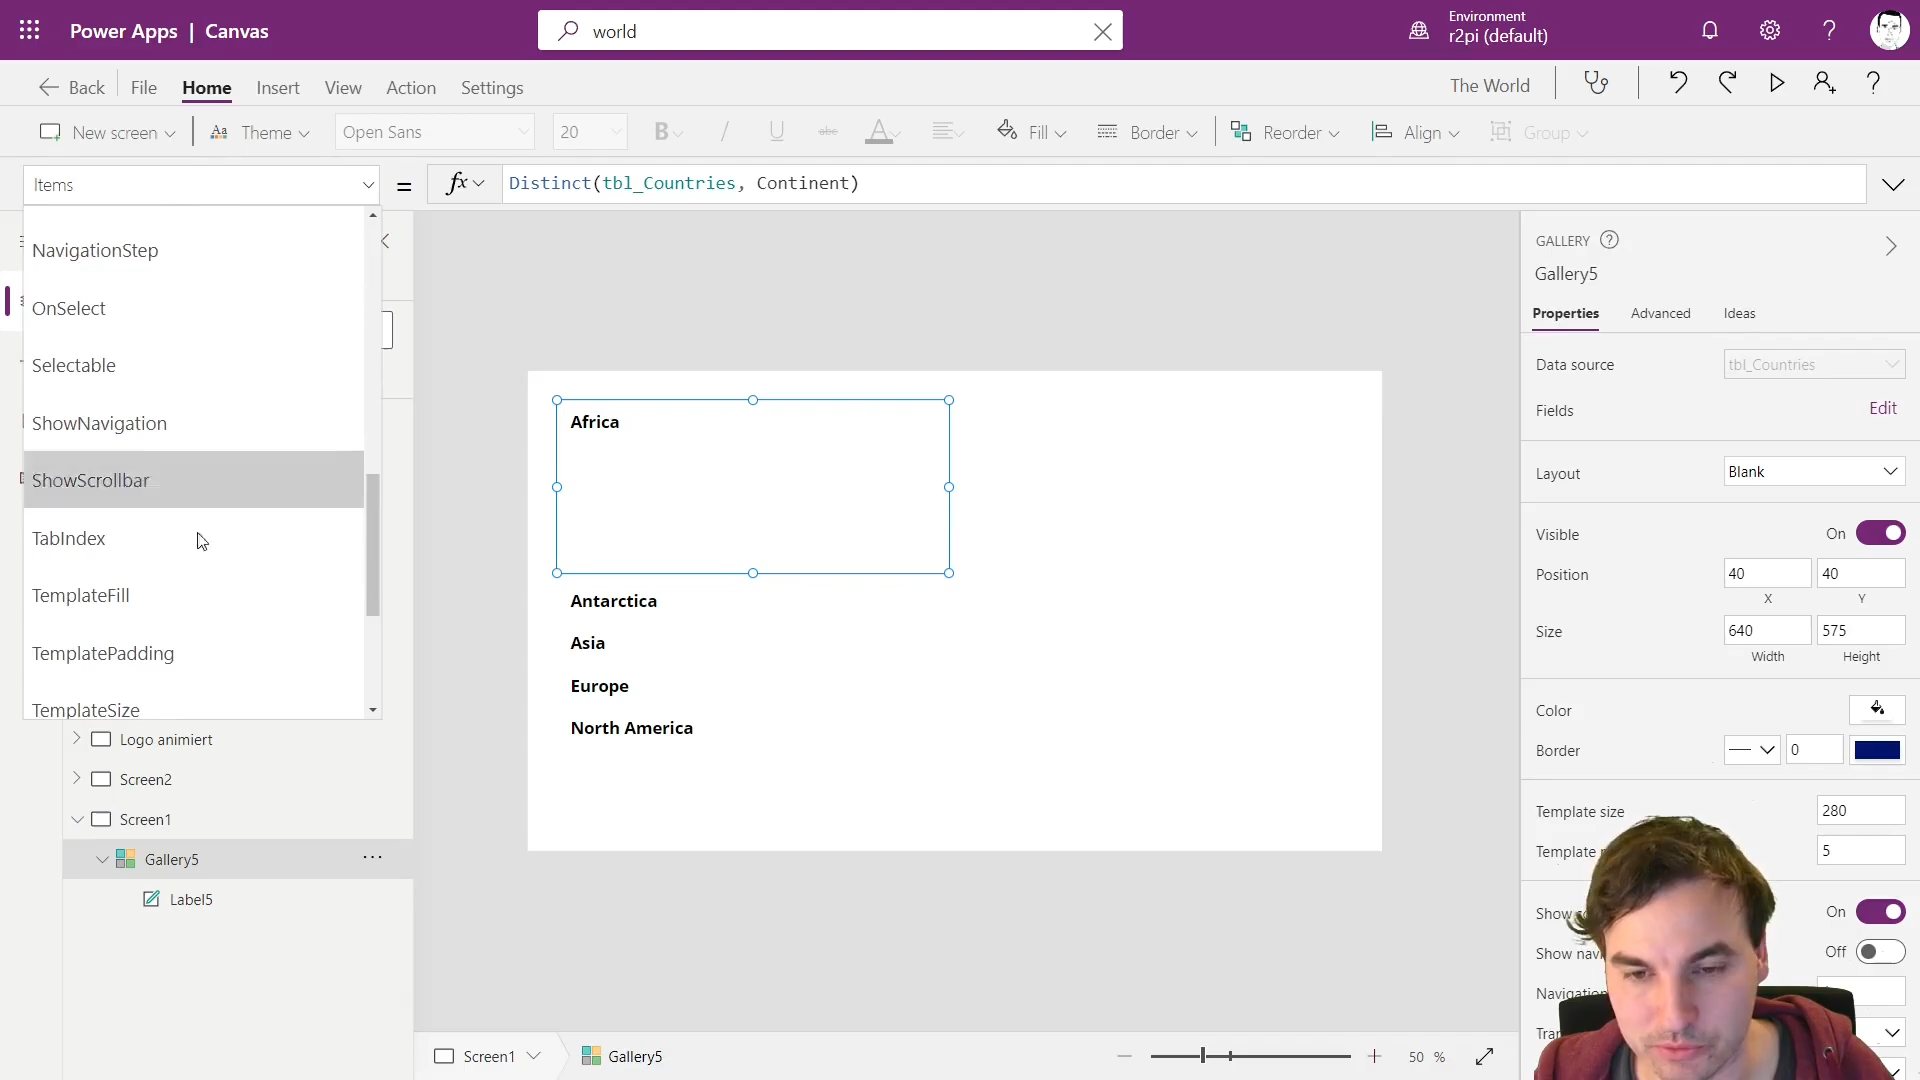 Power Apps | Canvas
world
Environment
r2pi (default)
Back
File
Home
Insert
View
Action
Settings
The World
New screen
Theme
Open Sans
20
B
Fill
Border
Reorder
Align
Group
Items
=
fx
Distinct(tbl_Countries, Continent)
NavigationStep
OnSelect
Selectable
ShowNavigation
ShowScrollbar
TabIndex
TemplateFill
TemplatePadding
TemplateSize
Logo animiert
Screen2
Screen1
Gallery5
Label5
Africa
Antarctica
Asia
Europe
North America
GALLERY
Gallery5
Properties
Advanced
Ideas
Data source
tbl_Countries
Fields
Edit
Layout
Blank
Visible
On
Position
40
40
X
Y
Size
640
575
Width
Height
Color
Border
0
Template size
280
Template
5
Show
On
Show
Off
Navigation
Screen1
Gallery5
50 %